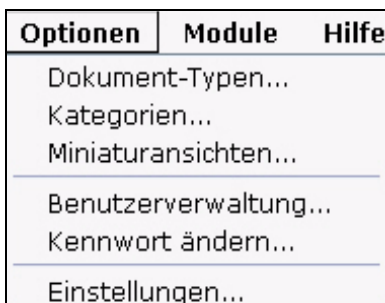 Optionen Module Hilfe
Dokument-Typen...
Kategorien...
Miniaturansichten...
Benutzerverwaltung...
Kennwort ändern...
Einstellungen...